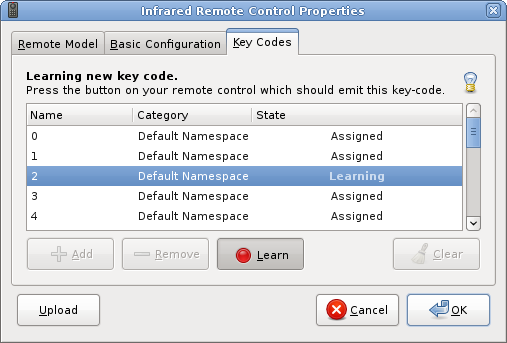 Infrared Remote Control Properties
Remote Model Basic Configuration Key Codes
Learning new key code.
Press the button on your remote control which should emit this key-code.
Name Category State
0 Default Namespace Assigned
1 Default Namespace Assigned
2 Default Namespace Learning
3 Default Namespace Assigned
4 Default Namespace Assigned
Add Remove Learn Clear
Upload Cancel OK